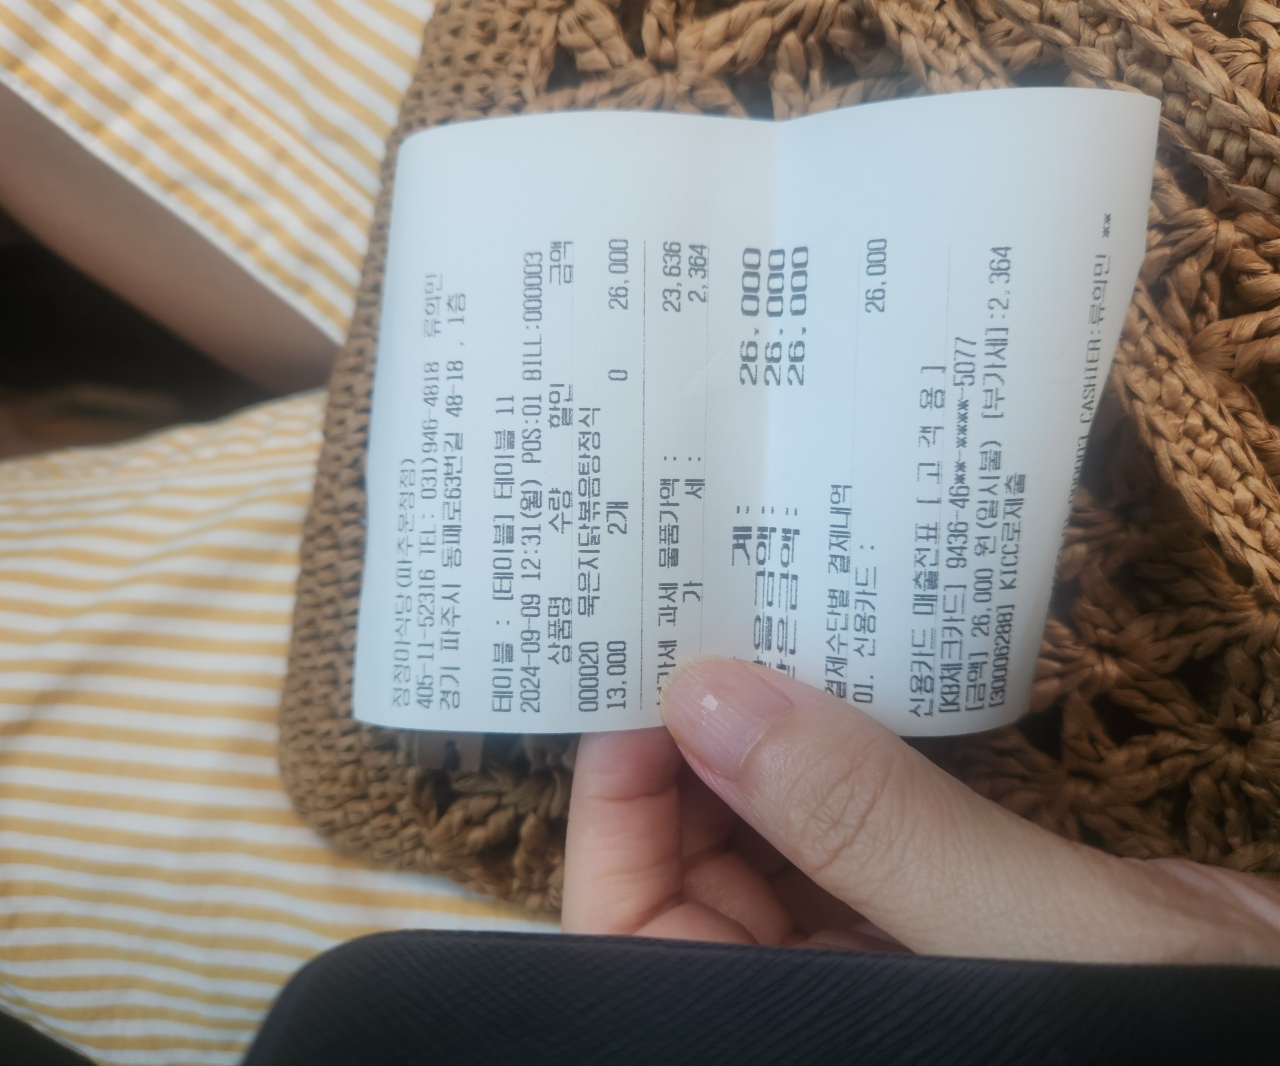 정정이식당(파주운정점)
405-11-52316 TEL : 031)946-4818 류희민
경기 파주시 동패로63번길 48-18 , 1층
테이블 : [테이블] 테이블 11
2024-09-09 12:31(월) POS:01 BILL:000003
상품명 수량 할인 금액
000020 묵은지닭볶음탕정식
13,000 2개 0 26,000
과세 물품가액 : 23,636
가 세 : 2,364
계: 26,000
금액: 26,000
금액: 26,000
결제수단별 결제내역
01. 신용카드 : 26,000
신용카드 매출전표 [ 고 객 용 ]
[KB체크카드] 9436-46**-****-5077
[금액] 26,000 원(일시불) [부가세]:2,364
[30006288] KICC로제출
CASHIER:류희민 **